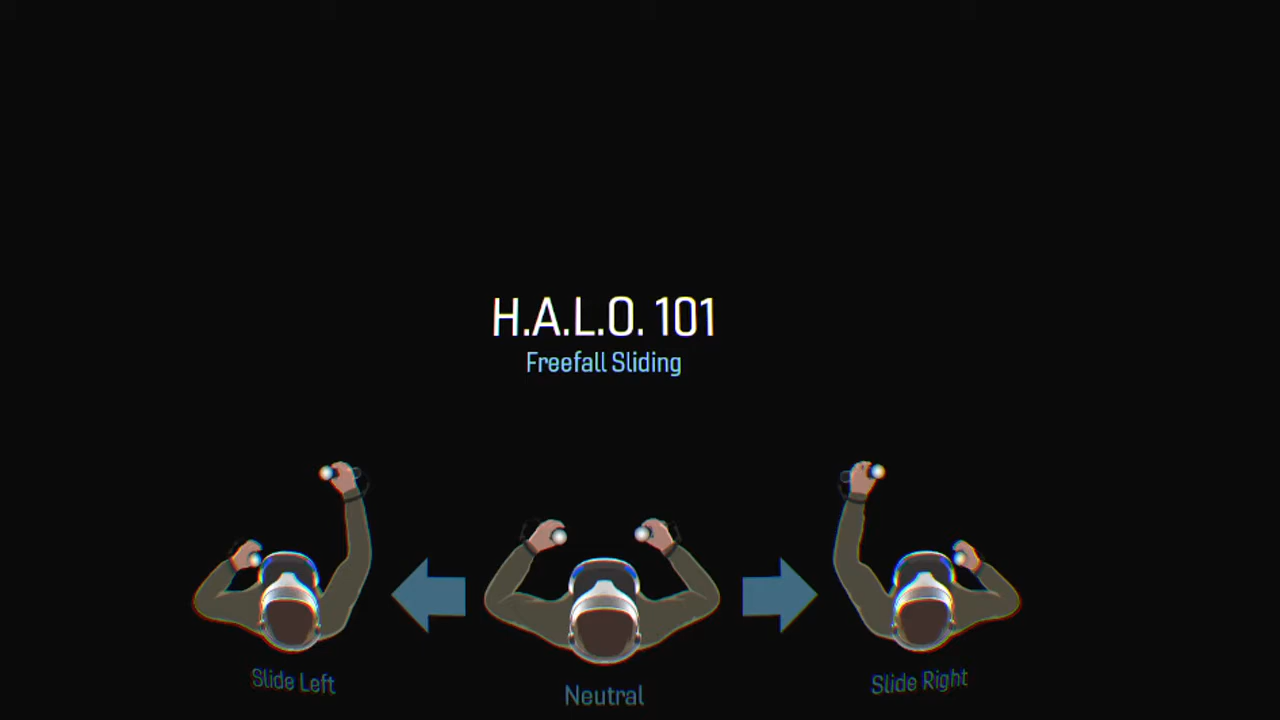 H.A.L.O. 101
Freefall Sliding
Slide Left
Neutral
Slide Right